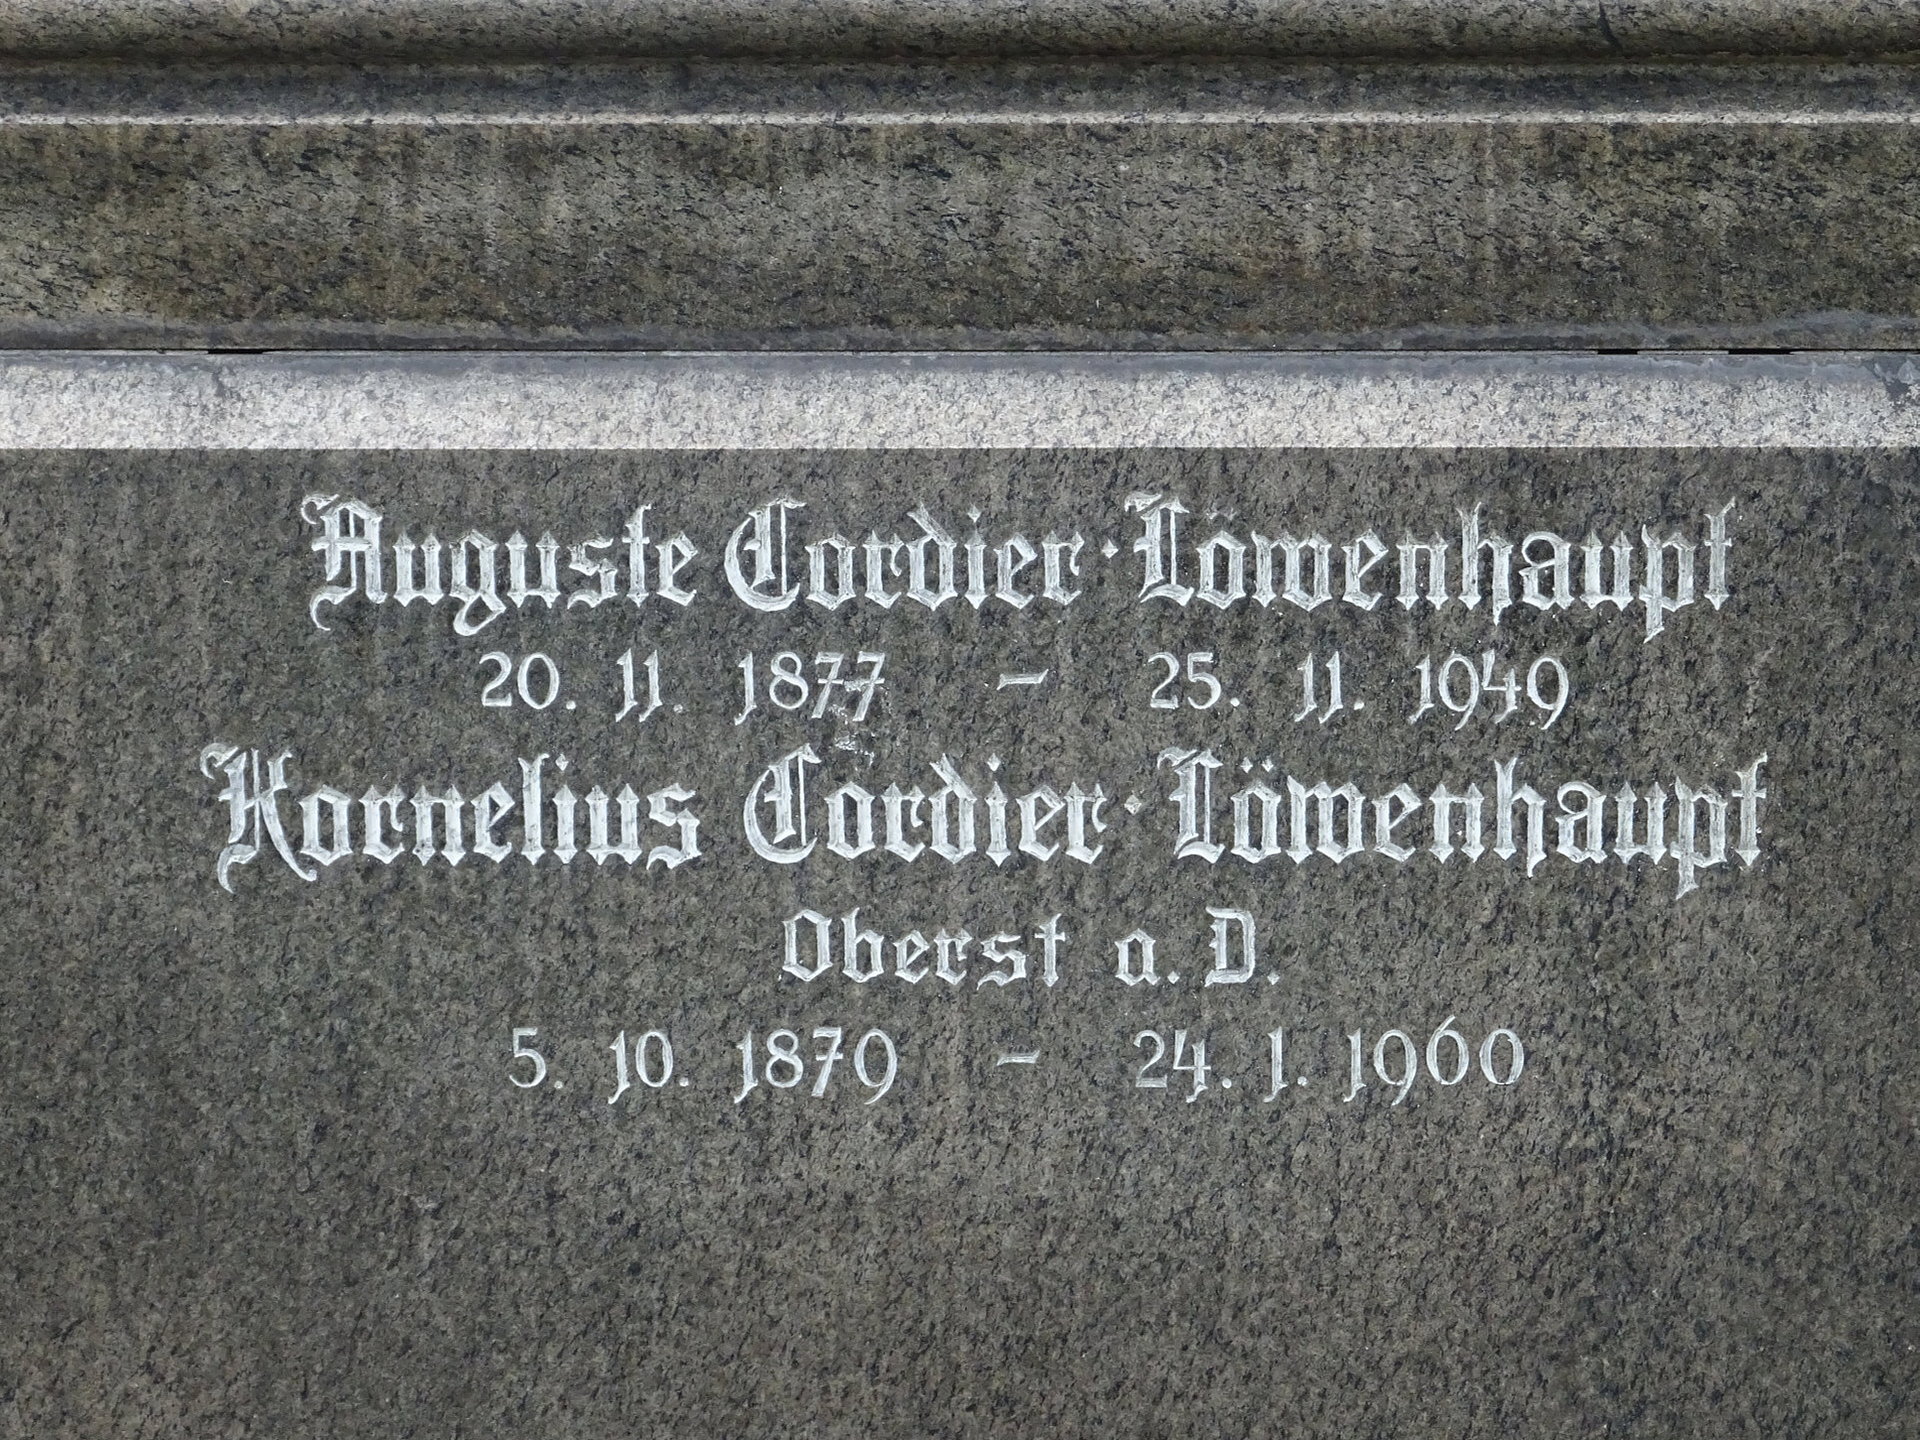 Auguste Cordier·Löwenhaupt
20. 11. 1877 – 25. 11. 1949
Kornelius Cordier·Löwenhaupt
Oberst a. D.
5. 10. 1879 – 24. 1. 1960